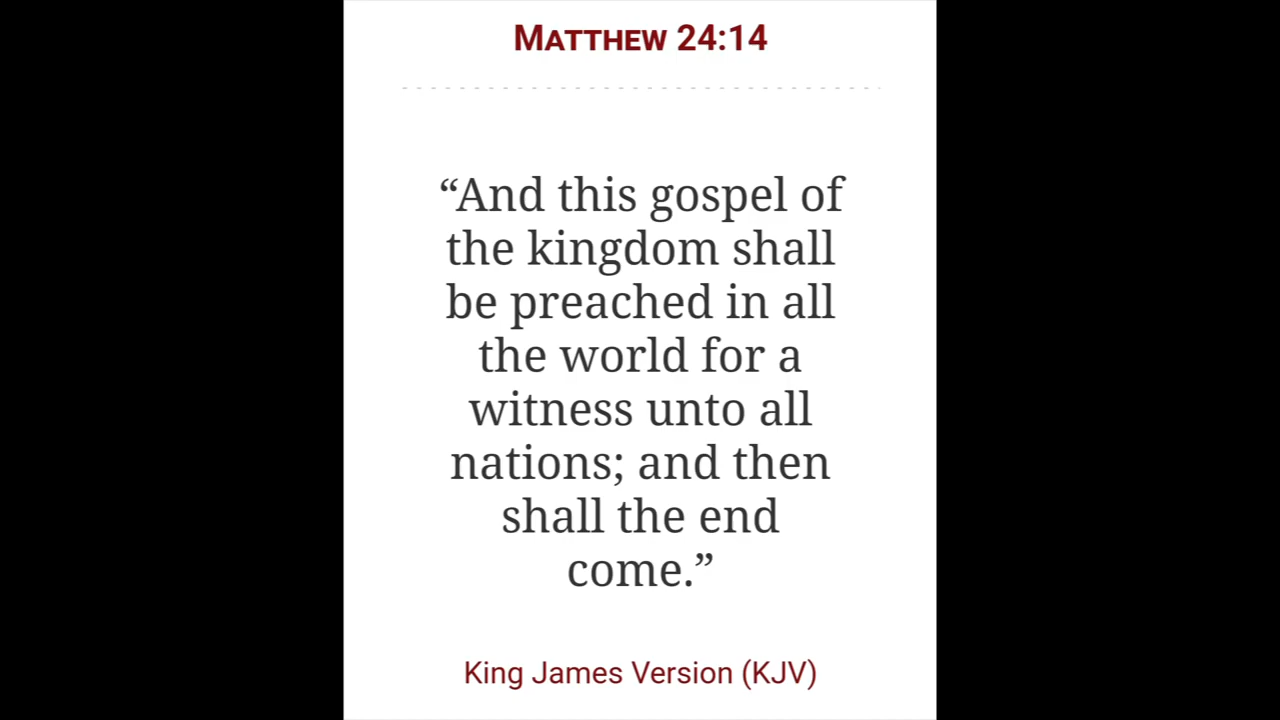 MATTHEW 24:14
“And this gospel of
the kingdom shall
be preached in all
the world for a
witness unto all
nations; and then
shall the end
come.”
King James Version (KJV)